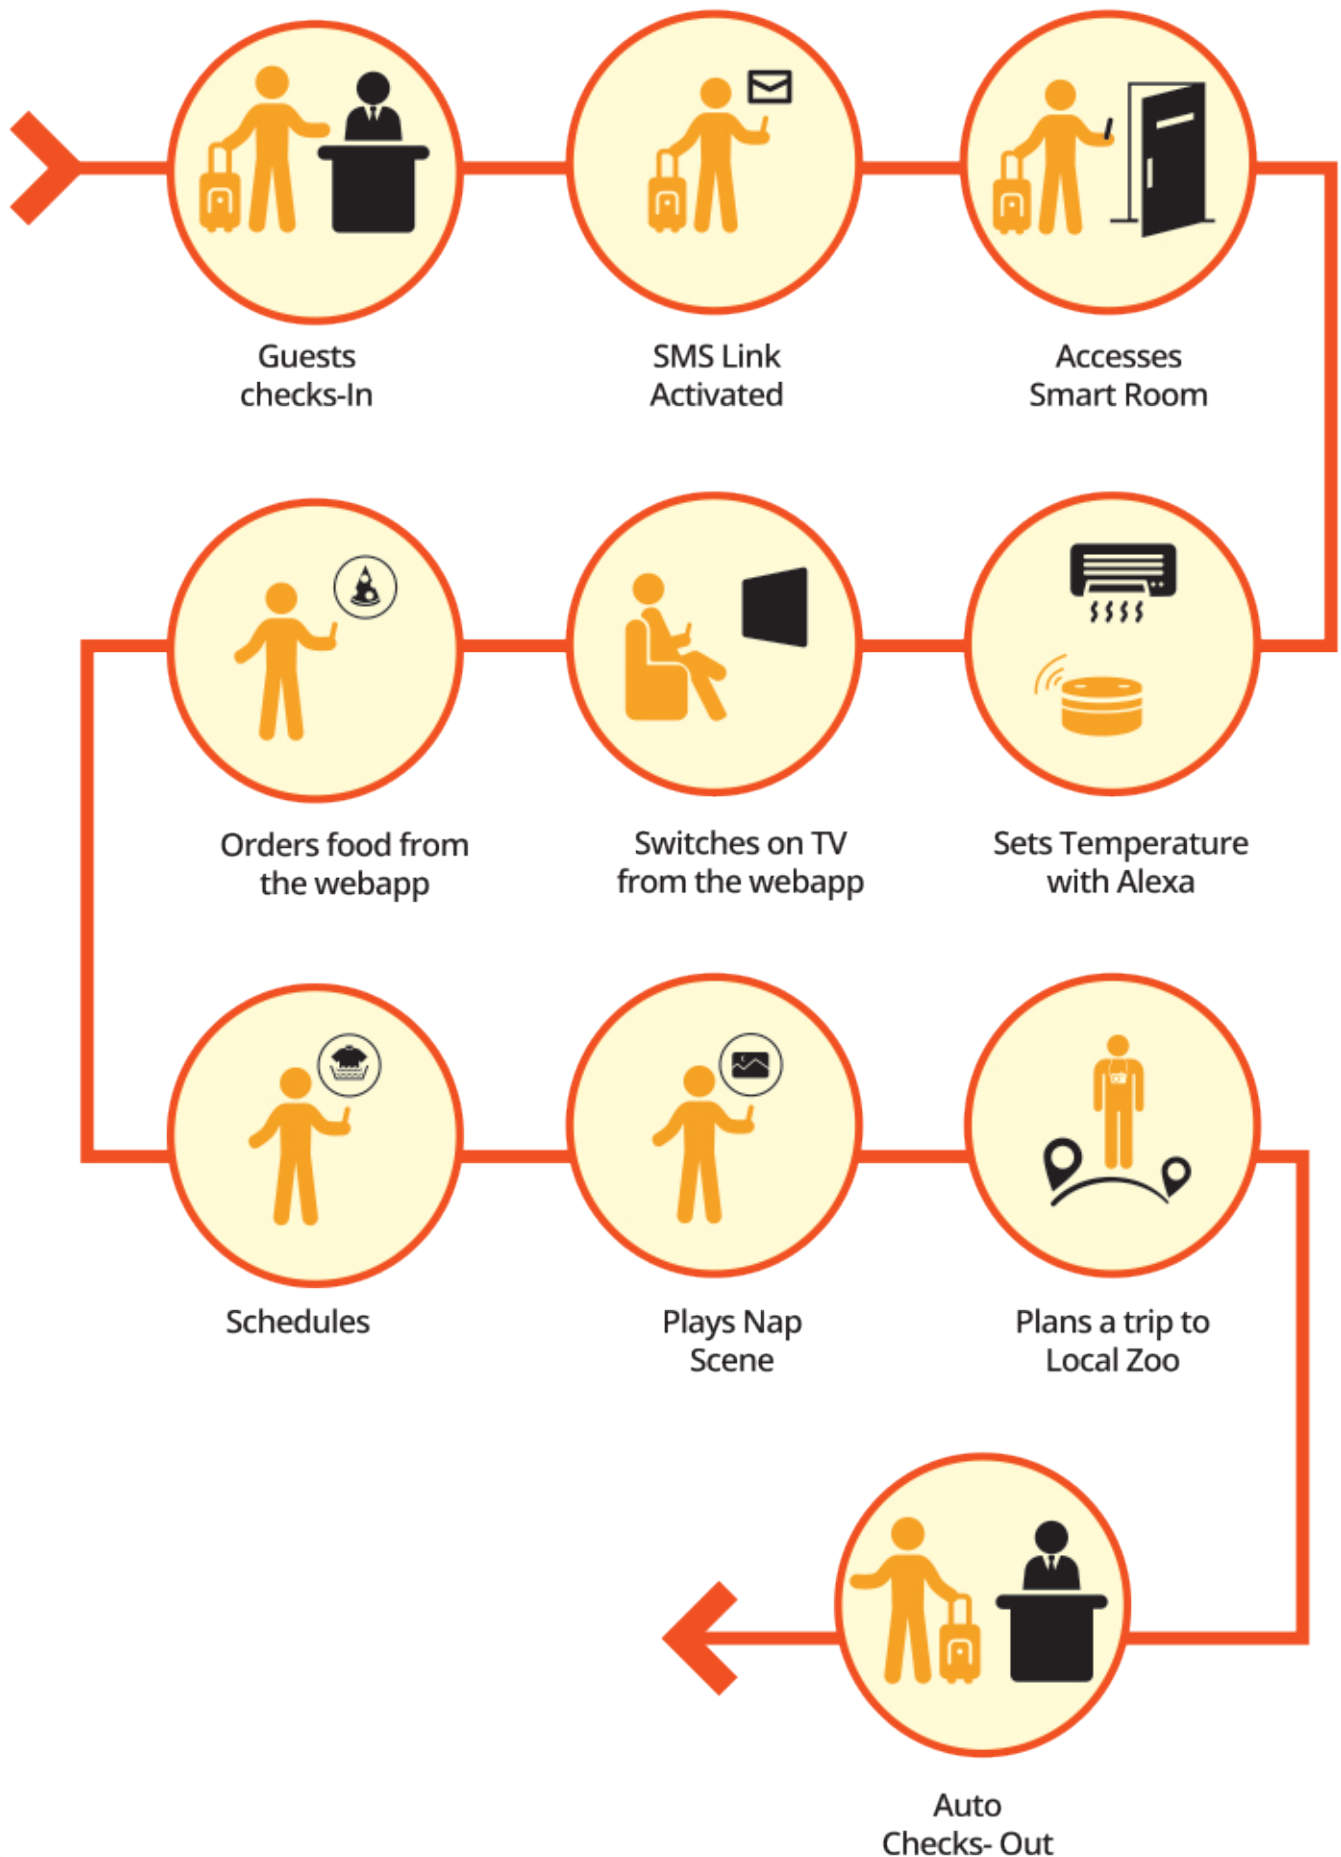 Guests
checks-In
SMS Link
Activated
Accesses
Smart Room
Sets Temperature
with Alexa
Switches on TV
from the webapp
Orders food from
the webapp
Schedules
Plays Nap
Scene
Plans a trip to
Local Zoo
Auto
Checks- Out